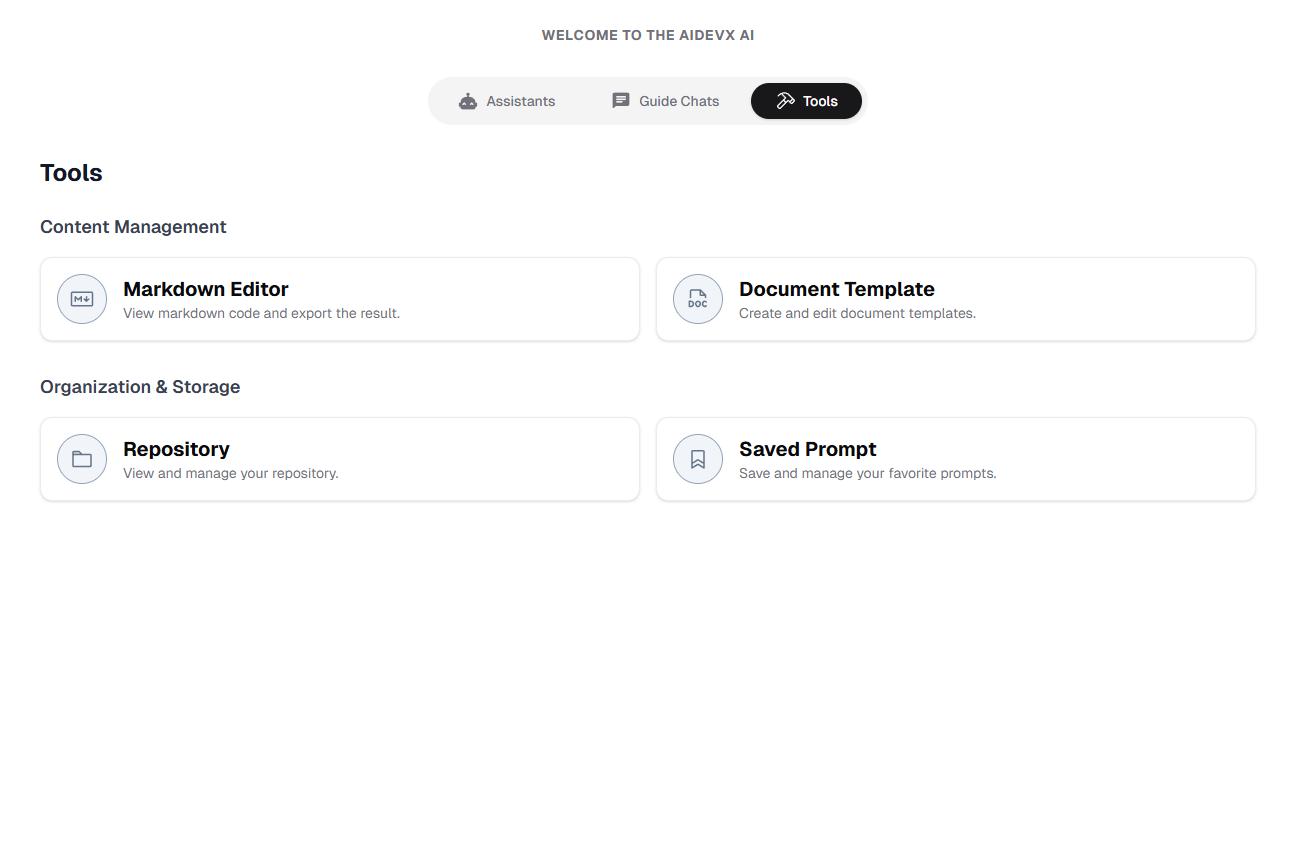 WELCOME TO THE AIDEVX AI
Assistants
Guide Chats
Tools
Tools
Content Management
M
Markdown Editor
View markdown code and export the result.
DOC
Document Template
Create and edit document templates.
Organization & Storage
Repository
View and manage your repository.
Saved Prompt
Save and manage your favorite prompts.